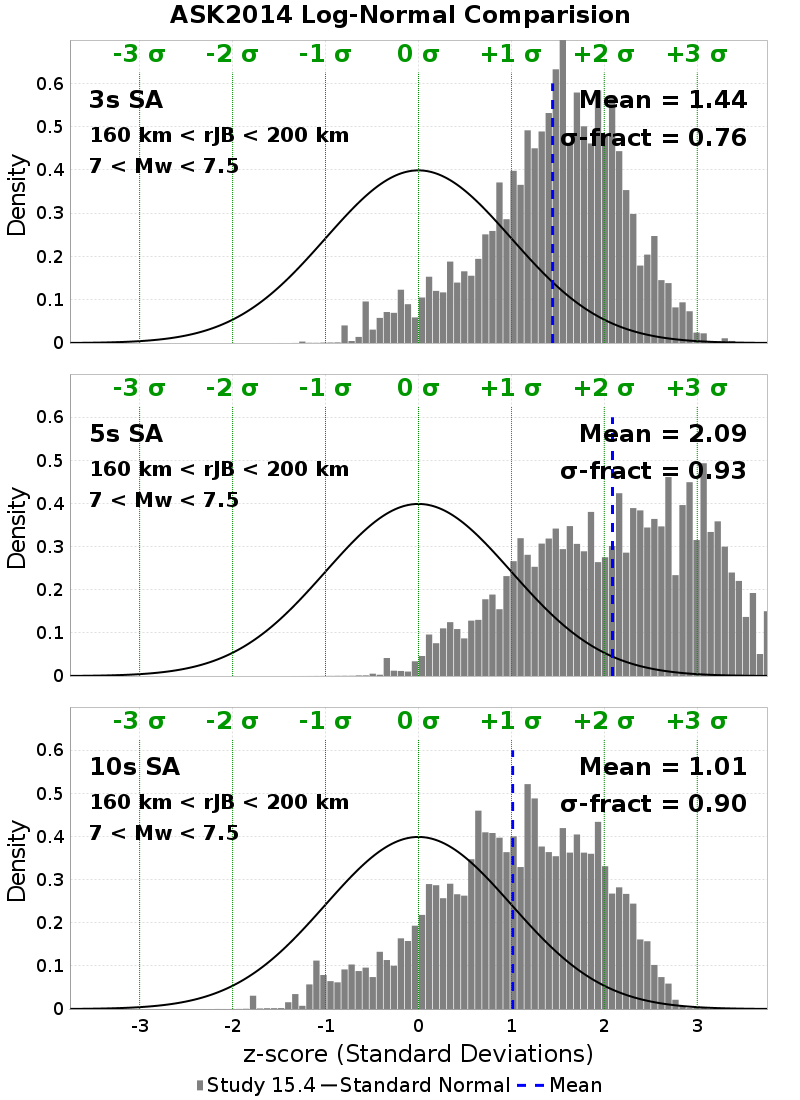 ASK2014 Log-Normal Comparision
-3 σ -2 σ -1 σ 0 σ +1 σ +2 σ +3 σ
3s SA
Mean = 1.44
160 km < rJB < 200 km
σ-fract = 0.76
7 < Mw < 7.5
Density
0.6
0.5
0.4
0.3
0.2
0.1
0
-3 σ -2 σ -1 σ 0 σ +1 σ +2 σ +3 σ
5s SA
Mean = 2.09
160 km < rJB < 200 km
σ-fract = 0.93
7 < Mw < 7.5
Density
0.6
0.5
0.4
0.3
0.2
0.1
0
-3 σ -2 σ -1 σ 0 σ +1 σ +2 σ +3 σ
10s SA
Mean = 1.01
160 km < rJB < 200 km
σ-fract = 0.90
7 < Mw < 7.5
Density
0.6
0.5
0.4
0.3
0.2
0.1
0
-3 -2 -1 0 1 2 3
z-score (Standard Deviations)
Study 15.4 Standard Normal Mean